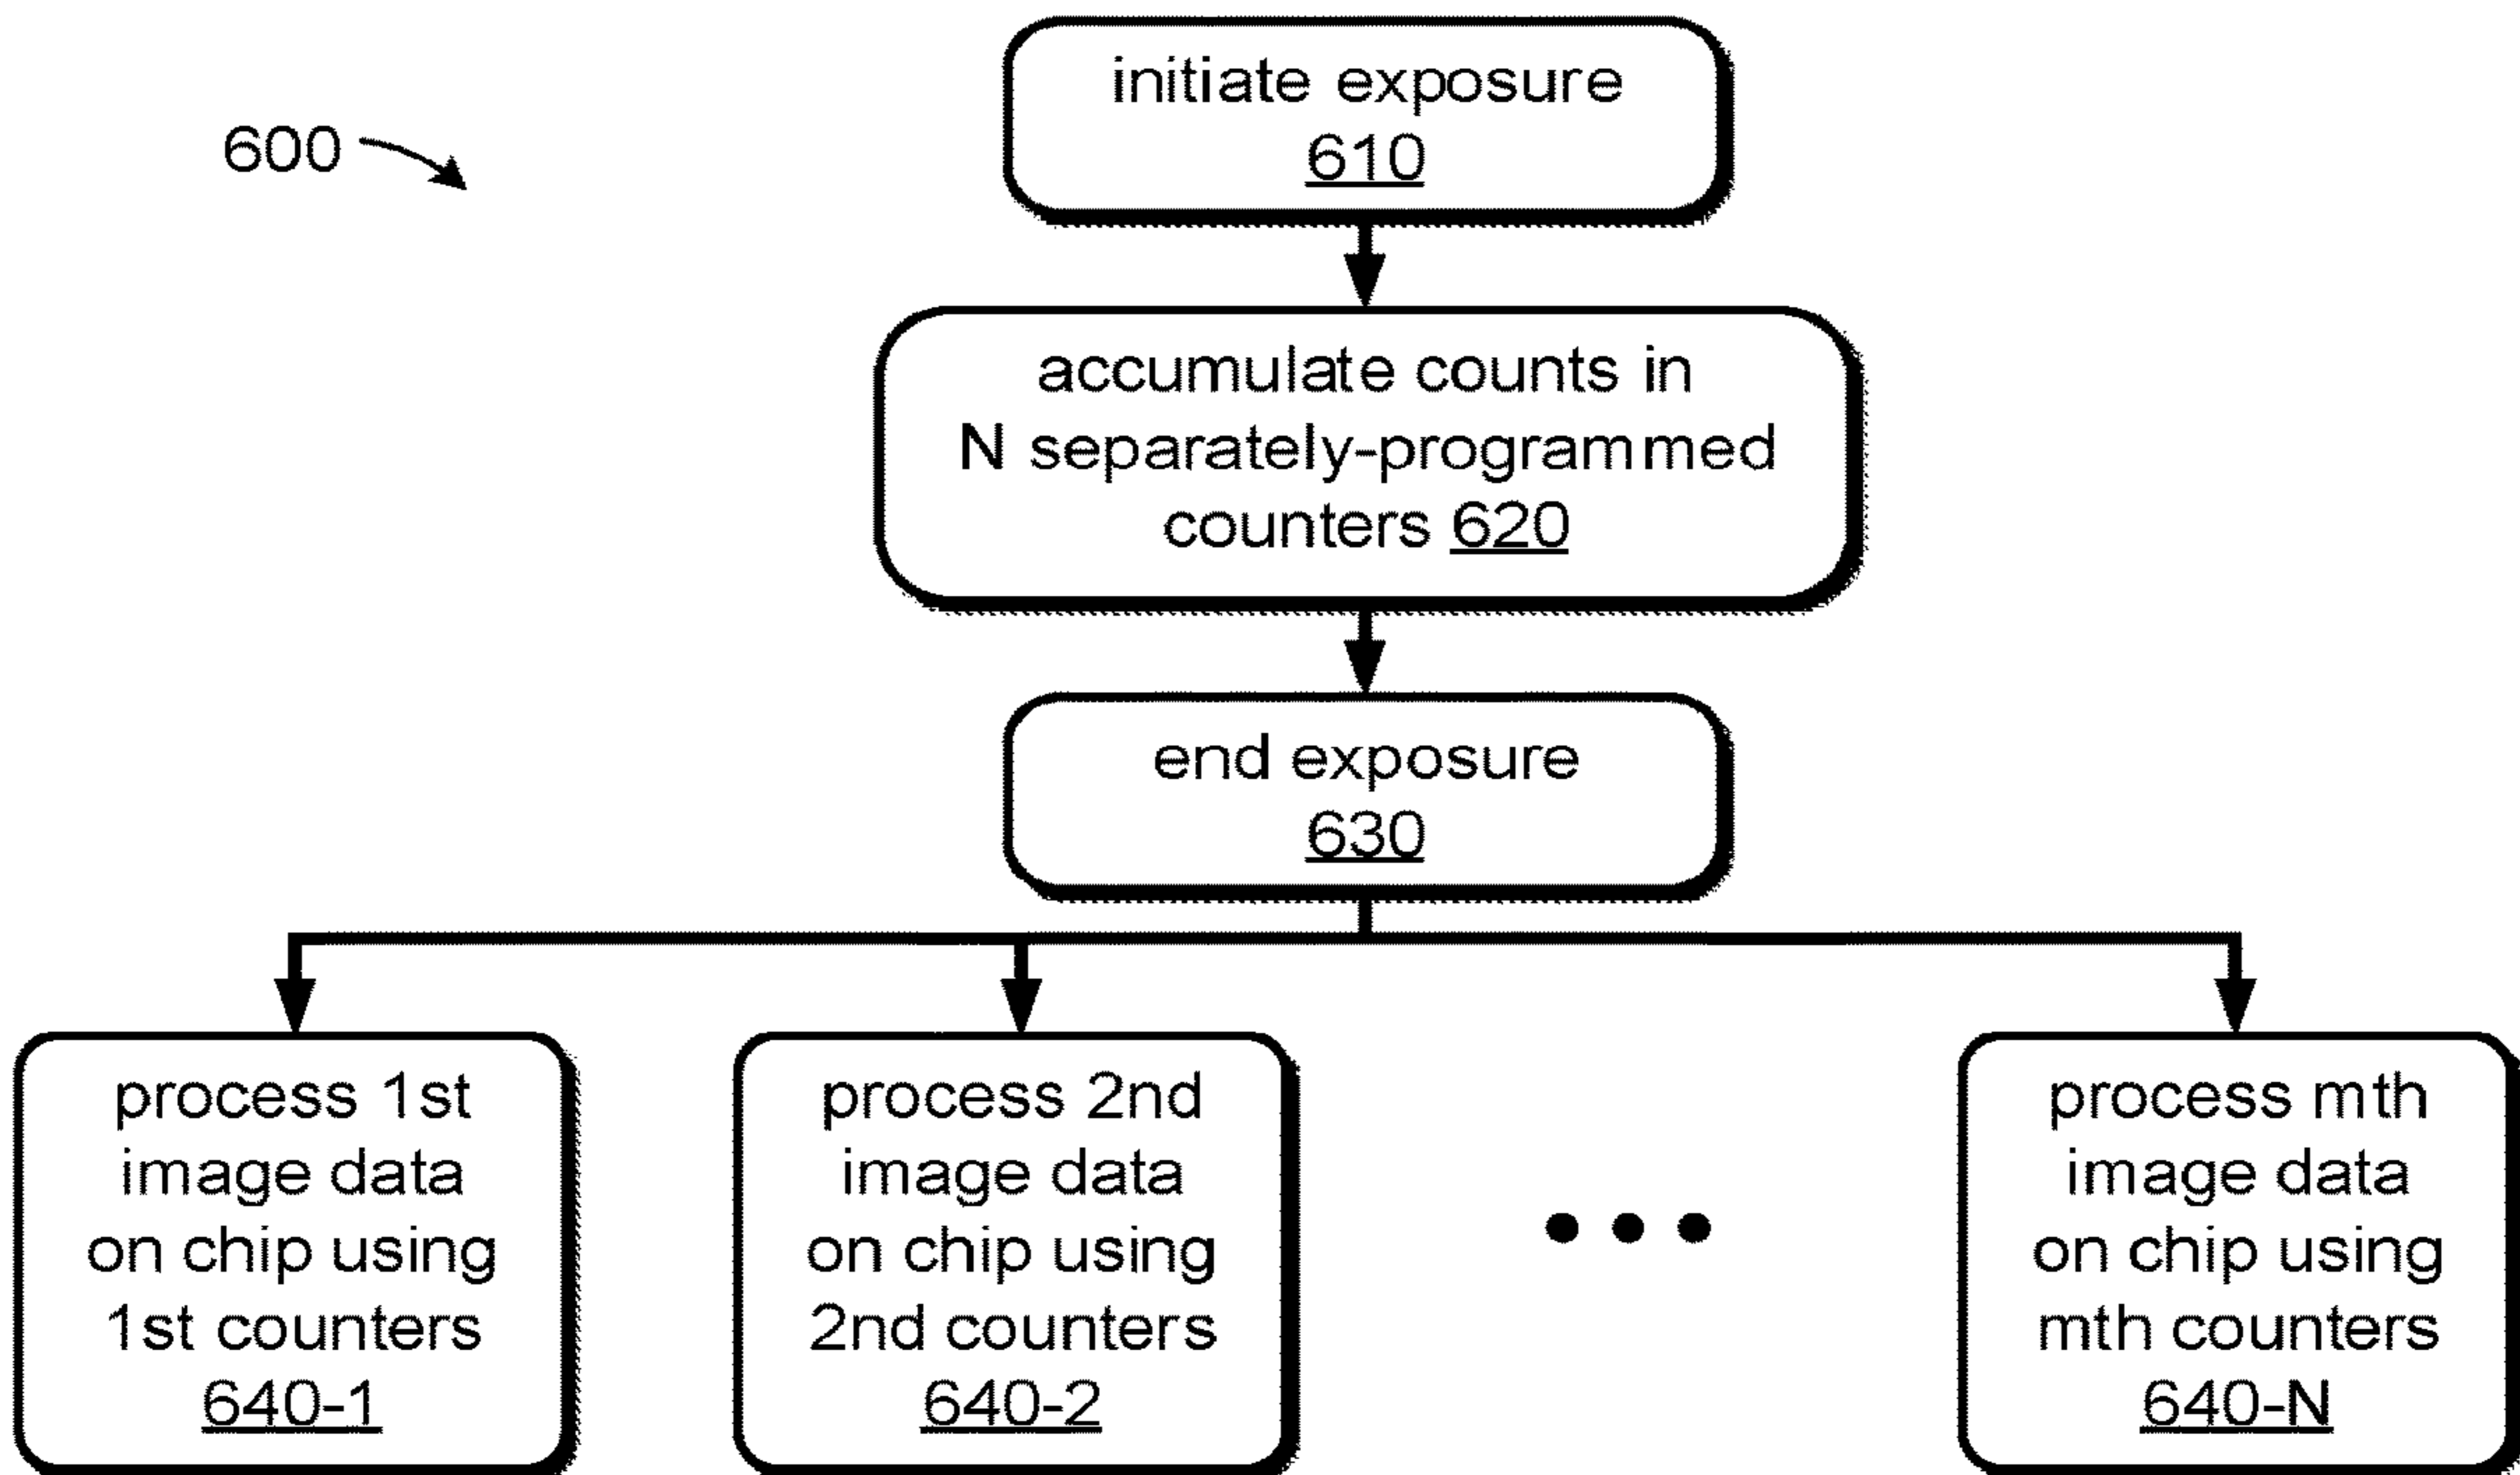 600
initiate exposure
610
accumulate counts in
N separately-programmed
counters 620
end exposure
630
process 1st
image data
on chip using
1st counters
640-1
process 2nd
image data
on chip using
2nd counters
640-2
process mth
image data
on chip using
mth counters
640-N